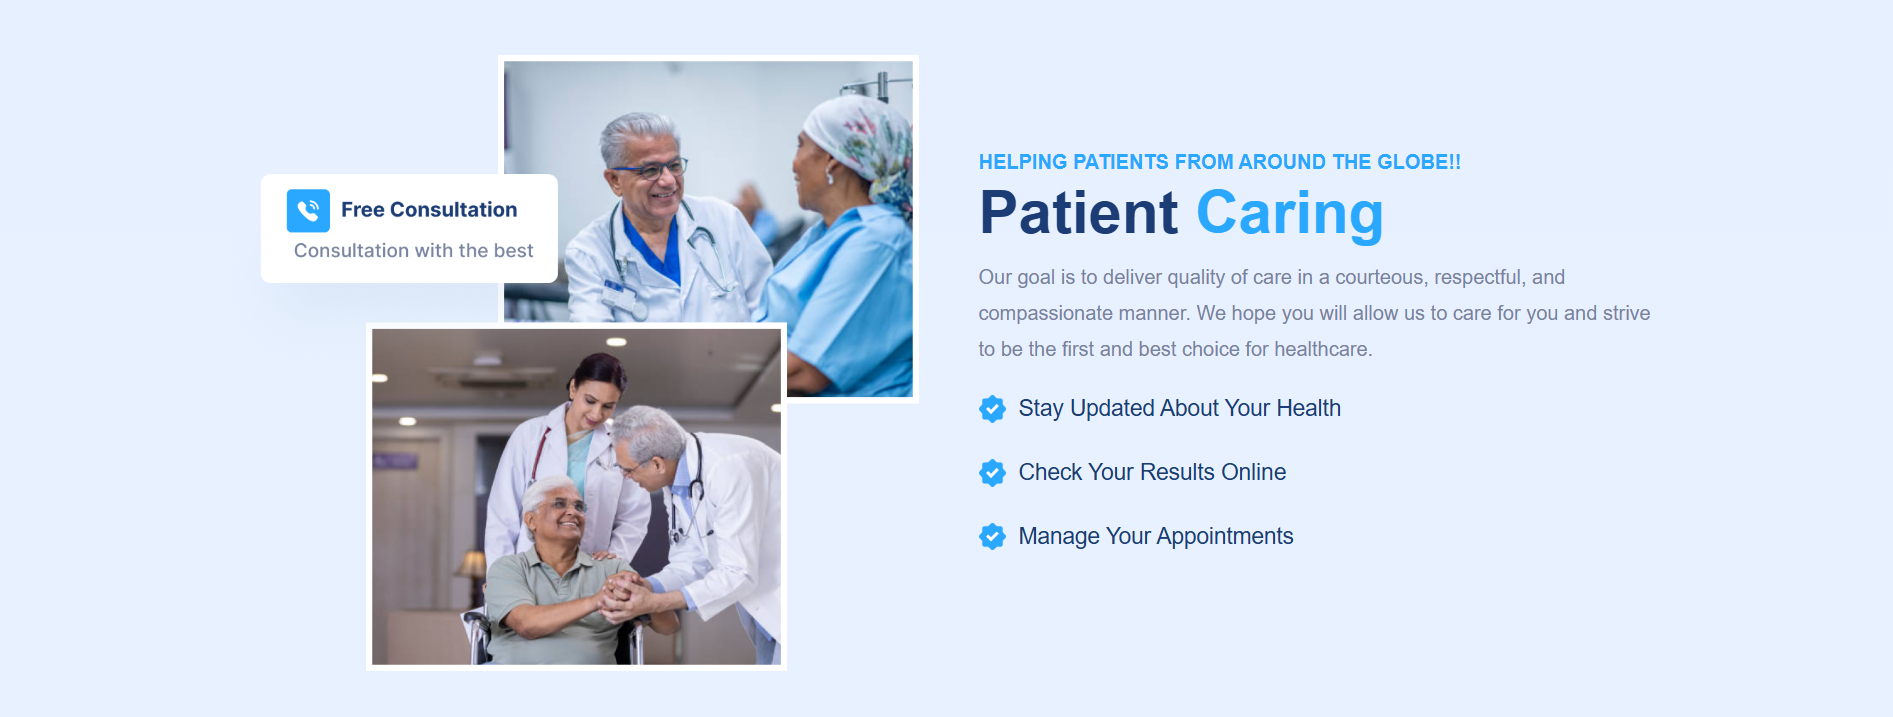 Free Consultation
Consultation with the best
HELPING PATIENTS FROM AROUND THE GLOBE!!
Patient Caring
Our goal is to deliver quality of care in a courteous, respectful, and
compassionate manner. We hope you will allow us to care for you and strive
to be the first and best choice for healthcare.
Stay Updated About Your Health
Check Your Results Online
Manage Your Appointments